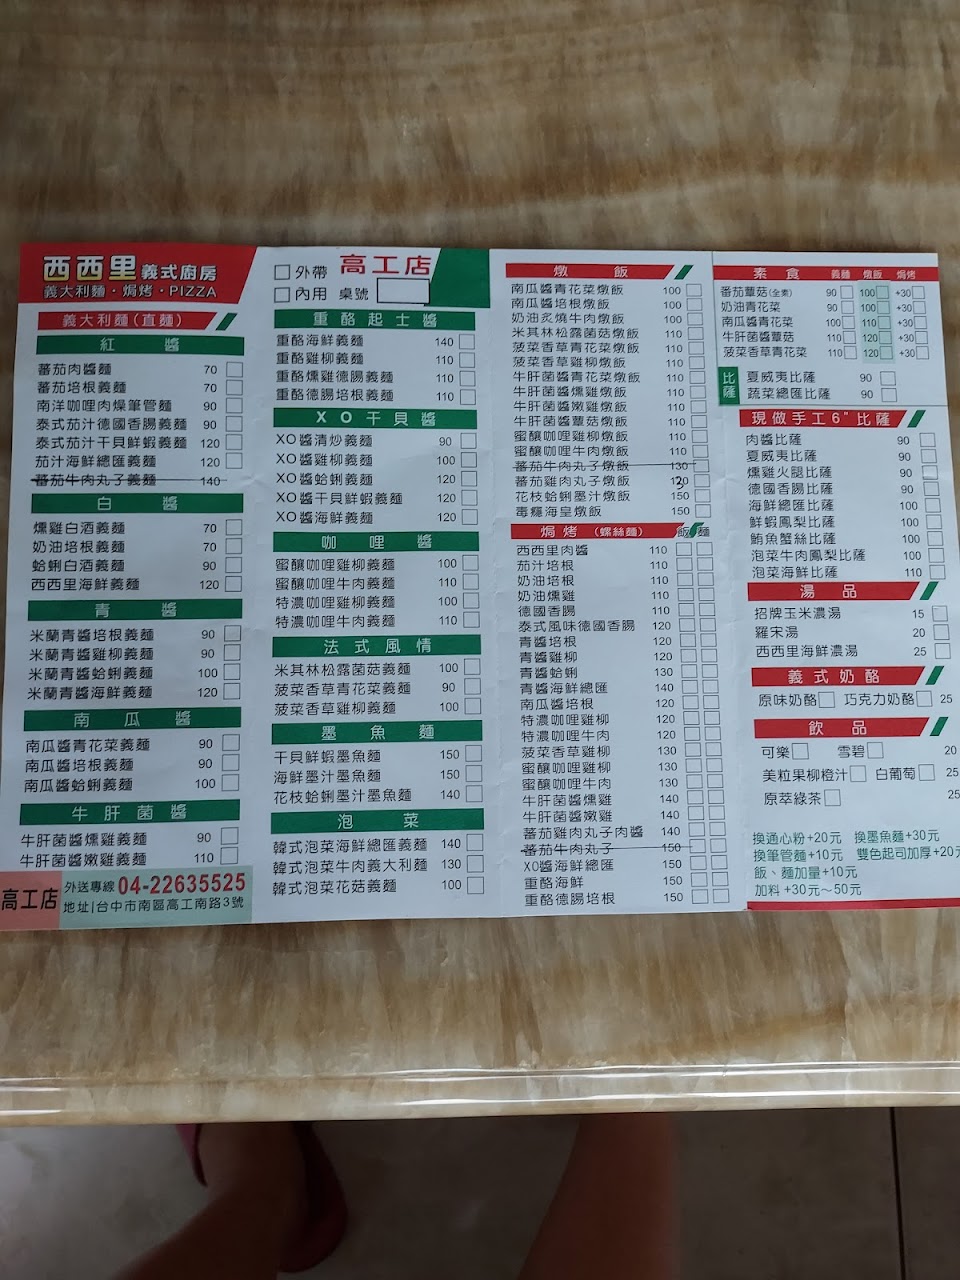 西西里義式廚房
義大利麵·焗烤·PIZZA
義大利麵(直麵)
紅 醬
蕃茄肉醬麵 70
蕃茄培根義麵 70
南洋咖哩肉燥筆管麵 90
泰式茄汁德國香腸義麵 90
泰式茄汁干貝鮮蝦義麵 120
茄汁海鮮總匯義麵 120
蕃茄牛肉丸子義麵 140
白 醬
燻雞白酒義麵 70
奶油培根義麵 70
蛤蜊白酒義麵 90
西西里海鮮義麵 120
青 醬
米蘭青醬培根義麵 90
米蘭青醬雞柳義麵 90
米蘭青醬蛤蜊義麵 100
米蘭青醬海鮮義麵 120
南 瓜 醬
南瓜醬青花菜義麵 90
南瓜醬培根義麵 90
南瓜醬蛤蜊義麵 100
牛 肝 菌 醬
牛肝菌醬燻雞義麵 90
牛肝菌醬嫩雞義麵 110
高工店
外送專線 04-22635525
地址|台中市南區高工南路3號
外帶 高工店
內用 桌號
重 酪 起 士 醬
重酪海鮮義麵 140
重酪雞柳義麵 110
重酪燻雞德腸義麵 110
重酪德腸培根義麵 110
X O 干 貝 醬
XO醬清炒義麵 90
XO醬雞柳義麵 100
XO醬蛤蜊義麵 110
XO醬干貝鮮蝦義麵 120
XO醬海鮮義麵 120
咖 哩 醬
蜜釀咖哩雞柳義麵 100
蜜釀咖哩牛肉義麵 110
特濃咖哩雞柳義麵 100
特濃咖哩牛肉義麵 110
法 式 風 情
米其林松露菌菇義麵 100
菠菜香草青花菜義麵 90
菠菜香草雞柳義麵 100
墨 魚 麵
干貝鮮蝦墨魚麵 150
海鮮墨汁墨魚麵 150
花枝蛤蜊墨汁墨魚麵 140
泡 菜
韓式泡菜海鮮總匯義麵 140
韓式泡菜牛肉義大利麵 130
韓式泡菜花菇義麵 100
燉 飯
南瓜醬青花菜燉飯 100
南瓜醬培根燉飯 100
奶油炙燒牛肉燉飯 110
米其林松露菌菇燉飯 110
菠菜香草青花菜燉飯 100
菠菜香草雞柳燉飯 110
牛肝菌醬青花菜燉飯 110
牛肝菌醬燻雞燉飯 110
牛肝菌醬嫩雞燉飯 110
牛肝菌醬蕈菇燉飯 110
蜜釀咖哩雞柳燉飯 110
蜜釀咖哩牛肉燉飯 110
蕃茄牛肉丸子燉飯 130
蕃茄雞肉丸子燉飯
花枝蛤蜊墨汁燉飯 150
毒癮海皇燉飯 150
焗 烤 (螺絲麵) 飯 麵
西西里肉醬 110
茄汁培根 110
奶油培根 110
奶油燻雞 110
德國香腸 110
泰式風味德國香腸 120
青醬培根 120
青醬雞柳 120
青醬蛤蜊 130
青醬海鮮總匯 140
南瓜醬培根 120
特濃咖哩雞柳 120
特濃咖哩牛肉 120
菠菜香草雞柳 130
蜜釀咖哩雞柳 130
蜜釀咖哩牛肉 130
牛肝菌醬燻雞 140
牛肝菌醬嫩雞 140
蕃茄雞肉丸子肉醬 140
蕃茄牛肉丸子 150
XO醬海鮮總匯 150
重酪海鮮 150
重酪德腸培根 150
素 食 義麵 燉飯 焗烤
番茄蕈菇(全素) 90 100 +30
奶油青花菜 90 100 +30
南瓜醬青花菜 100 110 +30
牛肝菌醬蕈菇 110 120 +30
菠菜香草青花菜 110 120 +30
比薩
夏威夷比薩 90
蔬菜總匯比薩 90
現做手工6"比薩
肉醬比薩 90
夏威夷比薩 90
燻雞火腿比薩 90
德國香腸比薩 90
海鮮總匯比薩 100
鮮蝦鳳梨比薩 100
鮪魚蟹絲比薩 100
泡菜牛肉鳳梨比薩 100
泡菜海鮮比薩 110
湯 品
招牌玉米濃湯 15
羅宋湯 20
西西里海鮮濃湯 25
義 式 奶 酪
原味奶酪 巧克力奶酪 25
飲 品
可樂 雪碧 20
美粒果柳橙汁 白葡萄 25
原萃綠茶 25
換通心粉+20元 換墨魚麵+30元
換筆管麵+10元 雙色起司加厚+20元
飯、麵加量+10元
加料 +30元~50元